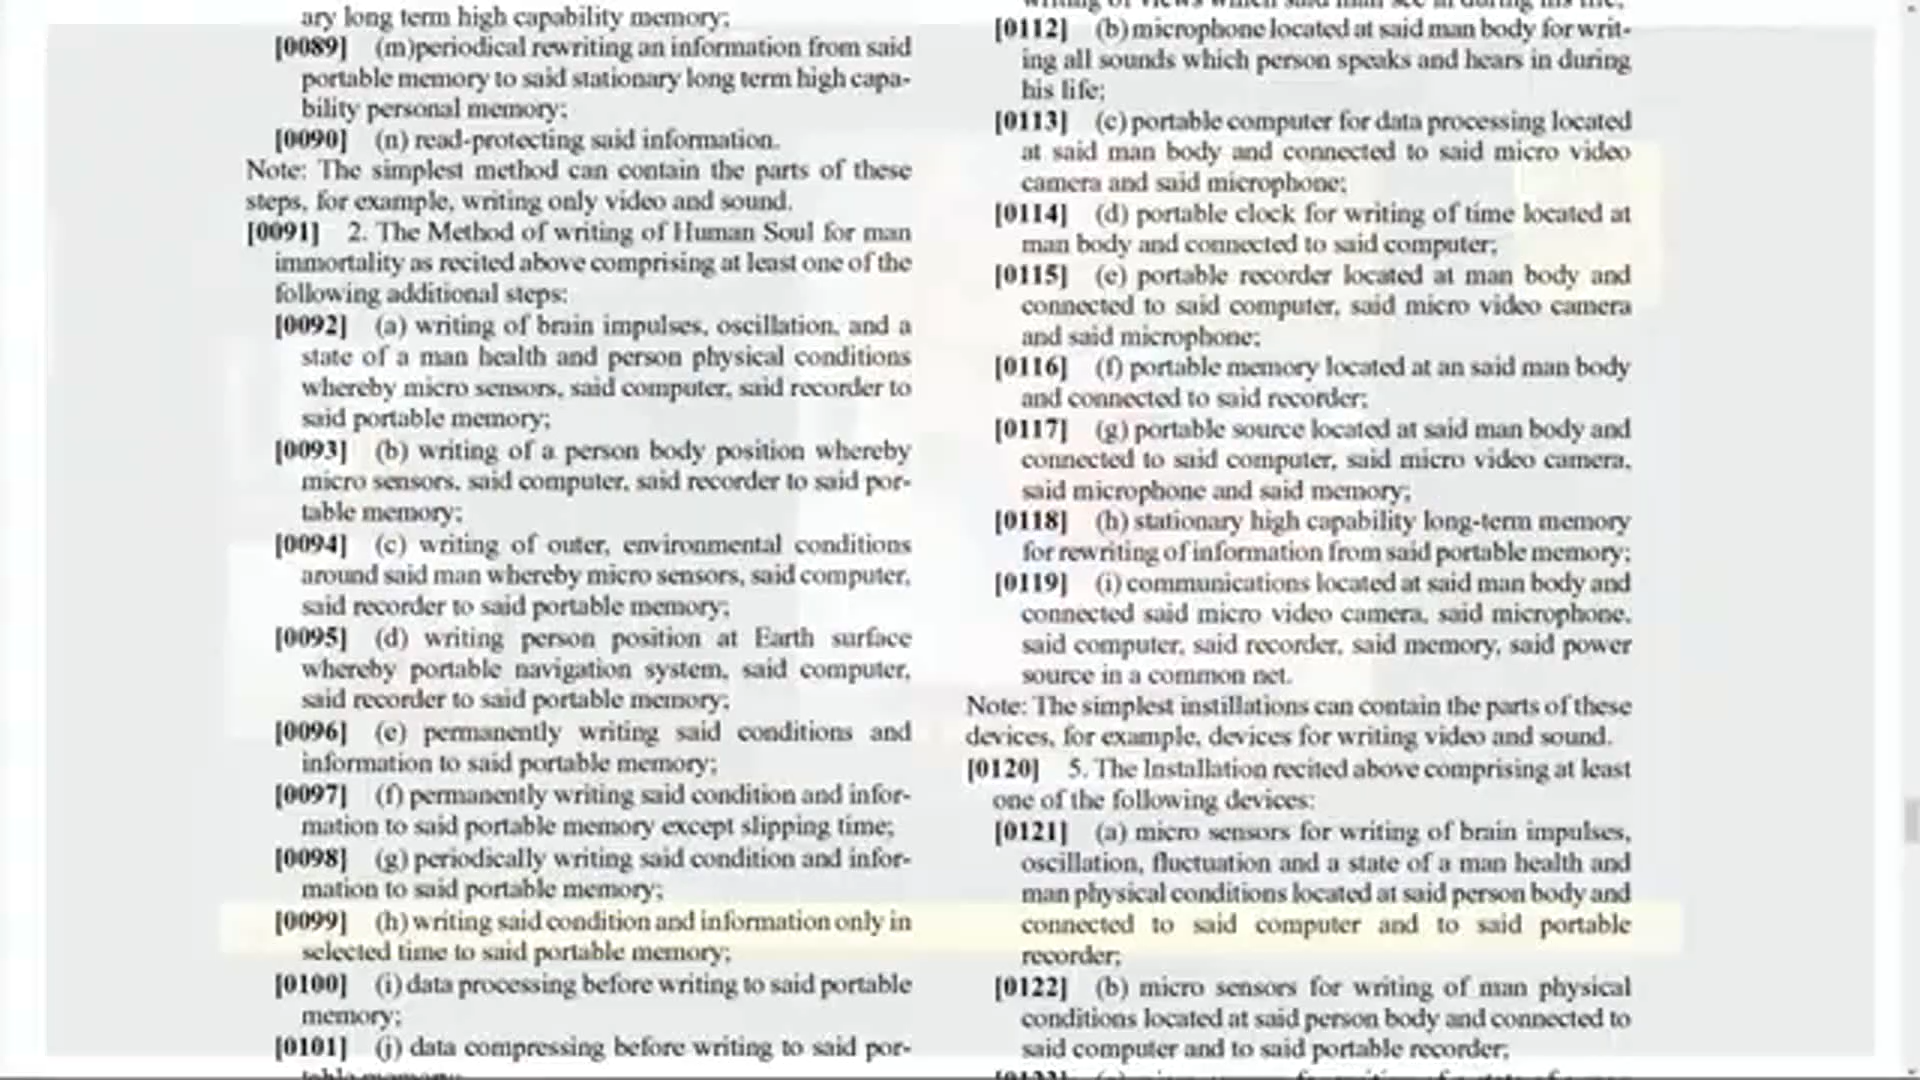 ary long term high capability memory;
[0089] (m)periodical rewriting an information from said
portable memory to said stationary long term high capa-
bility personal memory;
[0090] (n) read-protecting said information.
Note: The simplest method can contain the parts of these
steps, for example, writing only video and sound.
[0091] 2. The Method of writing of Human Soul for man
immortality as recited above comprising at least one of the
following additional steps:
[0092] (a) writing of brain impulses, oscillation, and a
state of a man health and person physical conditions
whereby micro sensors, said computer, said recorder to
said portable memory;
[0093] (b) writing of a person body position whereby
micro sensors, said computer, said recorder to said por-
table memory;
[0094] (c) writing of outer, environmental conditions
around said man whereby micro sensors, said computer,
said recorder to said portable memory;
[0095] (d) writing person position at Earth surface
whereby portable navigation system, said computer,
said recorder to said portable memory;
[0096] (e) permanently writing said conditions and
information to said portable memory;
[0097] (f) permanently writing said condition and infor-
mation to said portable memory except slipping time;
[0098] (g) periodically writing said condition and infor-
mation to said portable memory;
[0099] (h) writing said condition and information only in
selected time to said portable memory;
[0100] (i) data processing before writing to said portable
memory;
[0101] (j) data compressing before writing to said por-
table memory;
writing of views which said man see in during his life;
[0112] (b) microphone located at said man body for writ-
ing all sounds which person speaks and hears in during
his life;
[0113] (c) portable computer for data processing located
at said man body and connected to said micro video
camera and said microphone;
[0114] (d) portable clock for writing of time located at
man body and connected to said computer;
[0115] (e) portable recorder located at man body and
connected to said computer, said micro video camera
and said microphone;
[0116] (f) portable memory located at an said man body
and connected to said recorder;
[0117] (g) portable source located at said man body and
connected to said computer, said micro video camera,
said microphone and said memory;
[0118] (h) stationary high capability long-term memory
for rewriting of information from said portable memory;
[0119] (i) communications located at said man body and
connected said micro video camera, said microphone,
said computer, said recorder, said memory, said power
source in a common net.
Note: The simplest instillations can contain the parts of these
devices, for example, devices for writing video and sound.
[0120] 5. The Installation recited above comprising at least
one of the following devices:
[0121] (a) micro sensors for writing of brain impulses,
oscillation, fluctuation and a state of a man health and
man physical conditions located at said person body and
connected to said computer and to said portable
recorder;
[0122] (b) micro sensors for writing of man physical
conditions located at said person body and connected to
said computer and to said portable recorder;